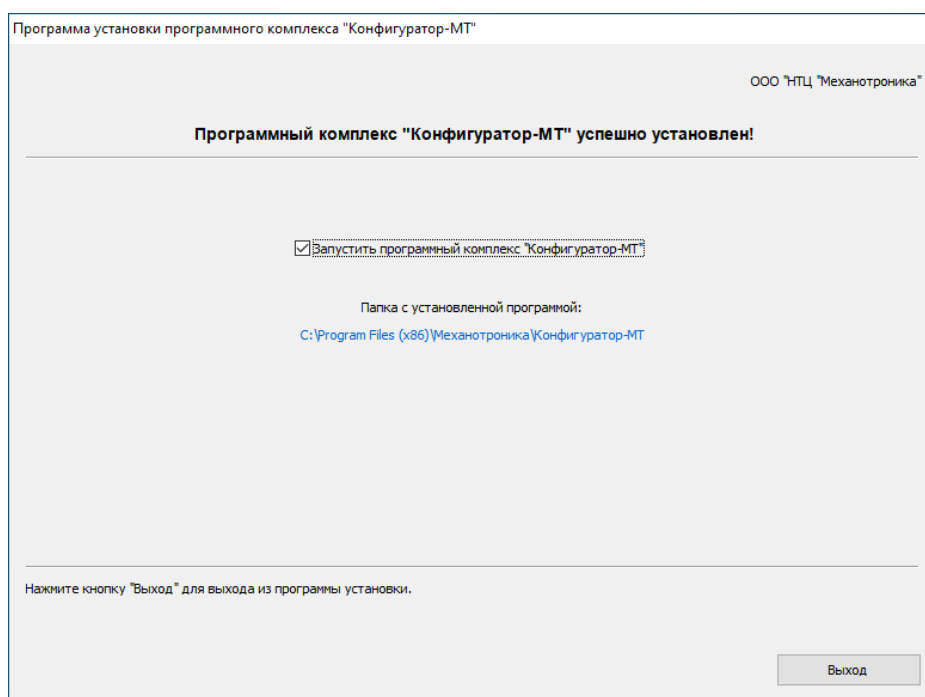 Программа установки программного комплекса "Конфигуратор-МТ"
ООО "НТЦ "Механотроника"
Программный комплекс "Конфигуратор-МТ" успешно установлен!
Запустить программный комплекс "Конфигуратор-МТ"
Папка с установленной программой:
C:\Program Files (x86)\Механотроника\Конфигуратор-МТ
Нажмите кнопку "Выход" для выхода из программы установки.
Выход